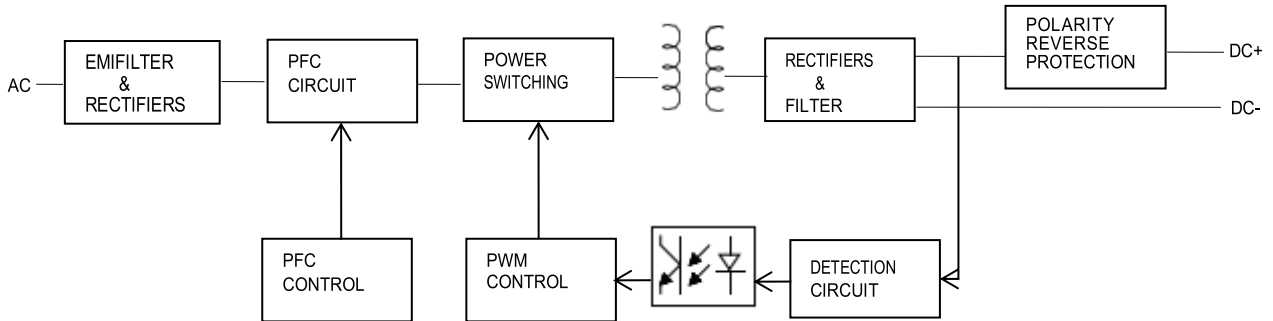 AC
EMIFILTER
&
RECTIFIERS
PFC
CIRCUIT
POWER
SWITCHING
RECTIFIERS
&
FILTER
POLARITY
REVERSE
PROTECTION
DC+
DC-
PFC
CONTROL
PWM
CONTROL
DETECTION
CIRCUIT